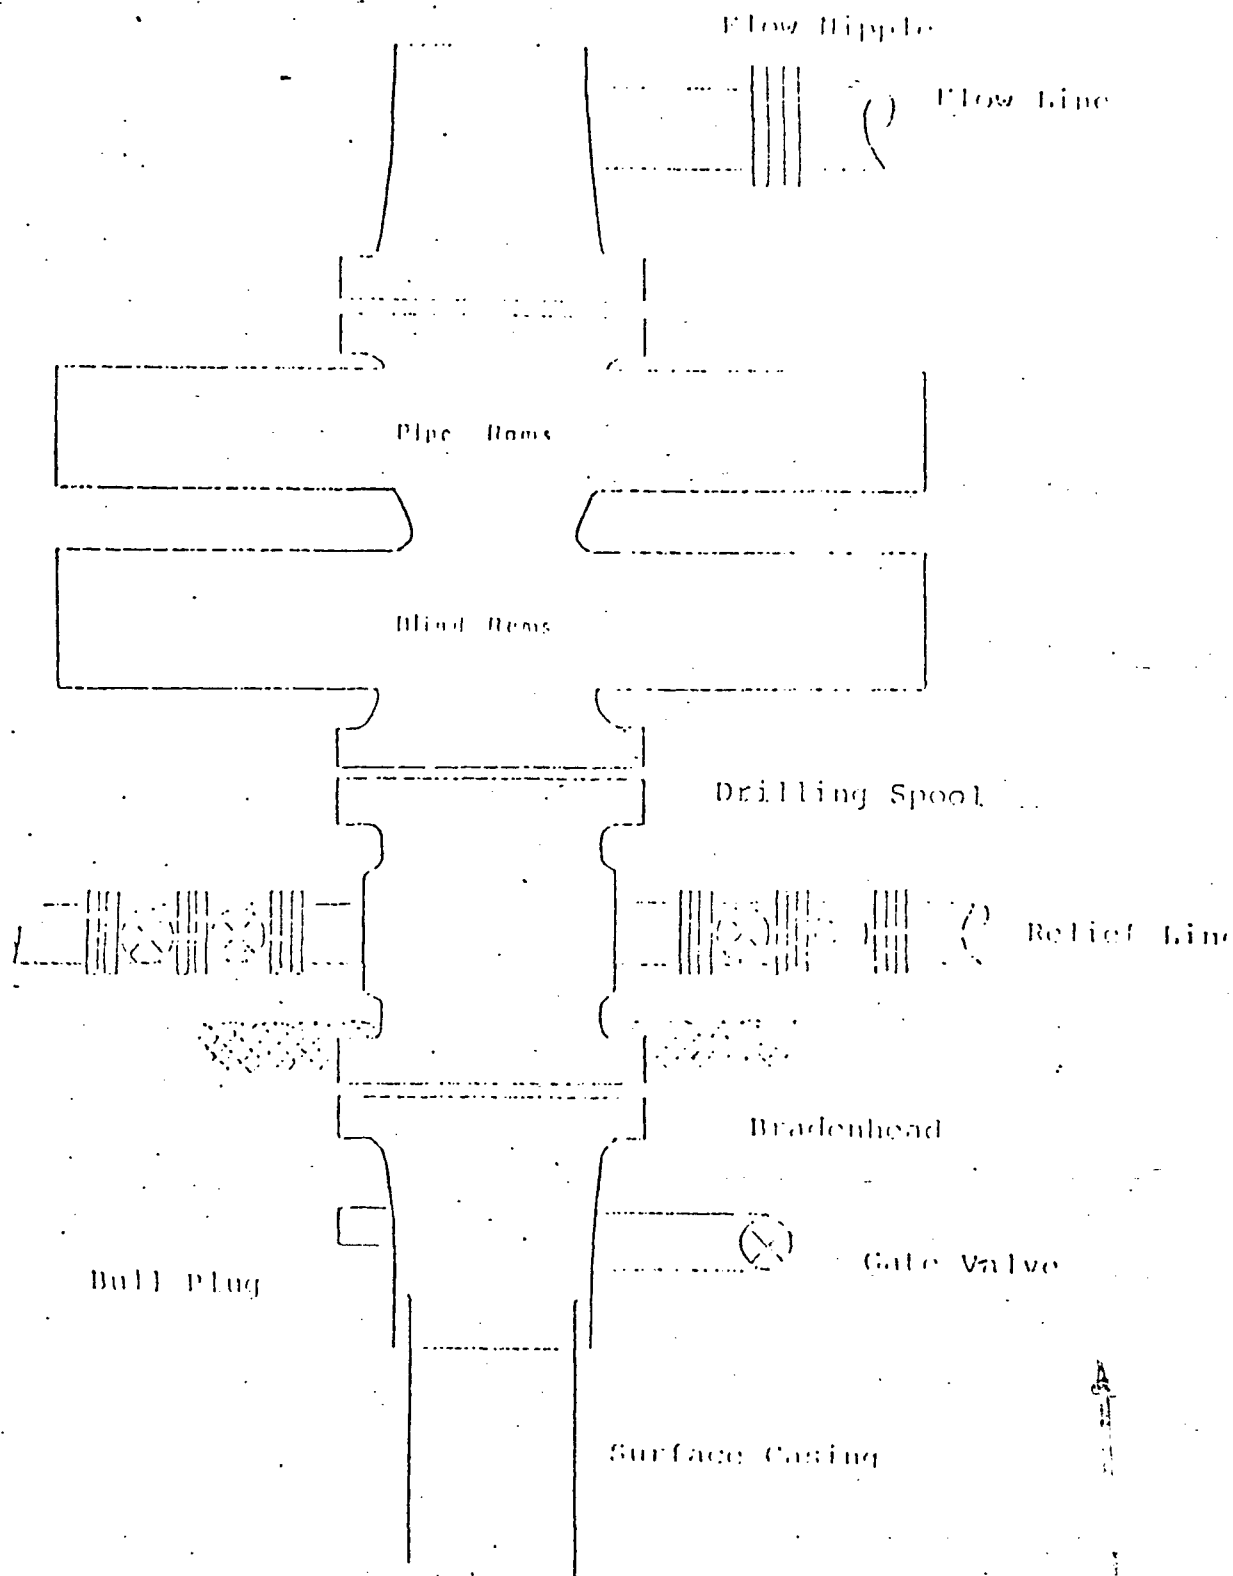 Flow Nipple
Flow Line
Pipe Rams
Blind Rams
Drilling Spool
Relief Line
Bradenhead
Gate Valve
Bull Plug
Surface Casing